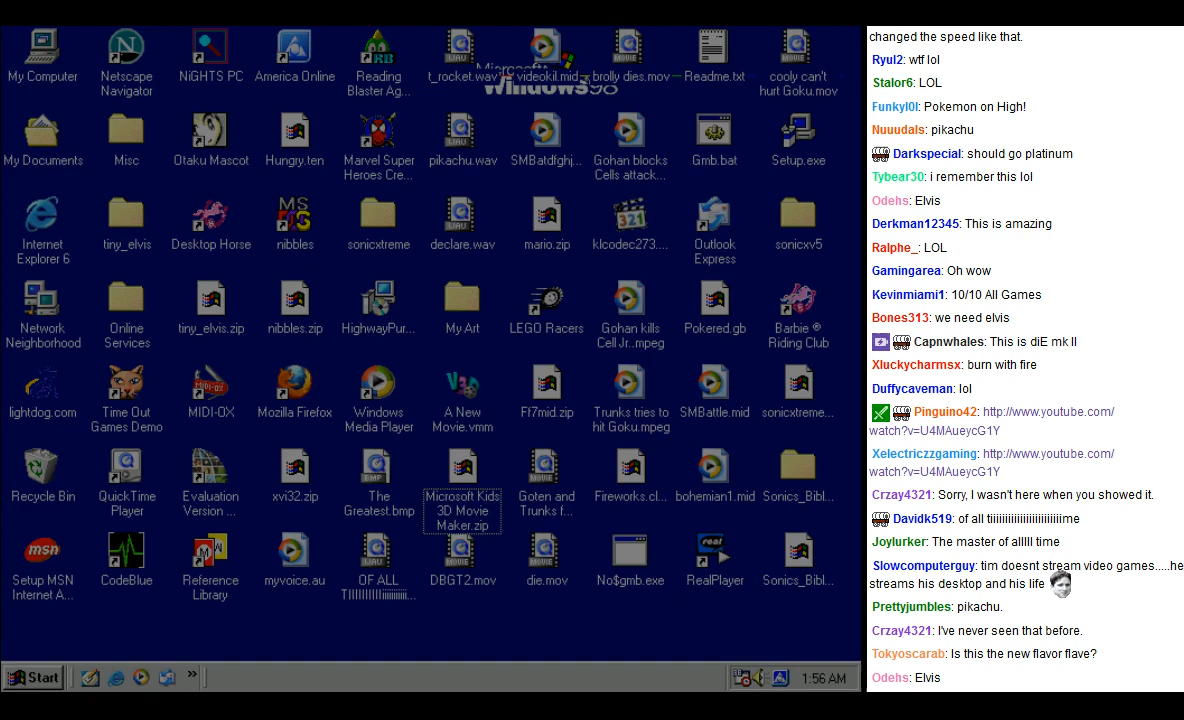 My Computer
Netscape
Navigator
NiGHTS PC
America Online
Reading
Blaster Ag...
t_rocket.wav
videokil.mid
brolly dies.mov
Readme.txt
cooly can't
hurt Goku.mov
Microsoft
Windows98
My Documents
Misc
Otaku Mascot
Hungry.ten
Marvel Super
Heroes Cre...
pikachu.wav
SMBatdfghj...
Gohan blocks
Cells attack...
Gmb.bat
Setup.exe
Internet
Explorer 6
tiny_elvis
Desktop Horse
nibbles
sonicxtreme
declare.wav
mario.zip
klcodec273....
Outlook
Express
sonicxv5
Network
Neighborhood
Online
Services
tiny_elvis.zip
nibbles.zip
HighwayPur...
My Art
LEGO Racers
Gohan kills
Cell Jr..mpeg
Pokered.gb
Barbie ®
Riding Club
lightdog.com
Time Out
Games Demo
MIDI-OX
Mozilla Firefox
Windows
Media Player
A New
Movie.vmm
Ff7mid.zip
Trunks tries to
hit Goku.mpeg
SMBattle.mid
sonicxtreme...
Recycle Bin
QuickTime
Player
Evaluation
Version ...
xvi32.zip
The
Greatest.bmp
Microsoft Kids
3D Movie
Maker.zip
Goten and
Trunks f...
Fireworks.cl...
bohemian1.mid
Sonics_Bibl...
Setup MSN
Internet A...
CodeBlue
Reference
Library
myvoice.au
OF ALL
DBGT2.mov
die.mov
No$gmb.exe
RealPlayer
Sonics_Bibl...
Start
»
1:56 AM
changed the speed like that.
Ryul2: wtf lol
Stalor6: LOL
Funkyl0l: Pokemon on High!
Nuuudals: pikachu
Darkspecial: should go platinum
Tybear30: i remember this lol
Odehs: Elvis
Derkman12345: This is amazing
Ralphe_: LOL
Gamingarea: Oh wow
Kevinmiami1: 10/10 All Games
Bones313: we need elvis
Capnwhales: This is diE mk II
Xluckycharmsx: burn with fire
Duffycaveman: lol
Pinguino42: http://www.youtube.com/
watch?v=U4MAueycG1Y
Xelectriczzgaming: http://www.youtube.com/
watch?v=U4MAueycG1Y
Crzay4321: Sorry, I wasn't here when you showed it.
Davidk519: of all tiiiiiiiiiiiiiiiiiiiiiiime
Joylurker: The master of alllll time
Slowcomputerguy: tim doesnt stream video games.....he
streams his desktop and his life
Prettyjumbles: pikachu.
Crzay4321: I've never seen that before.
Tokyoscarab: Is this the new flavor flave?
Odehs: Elvis